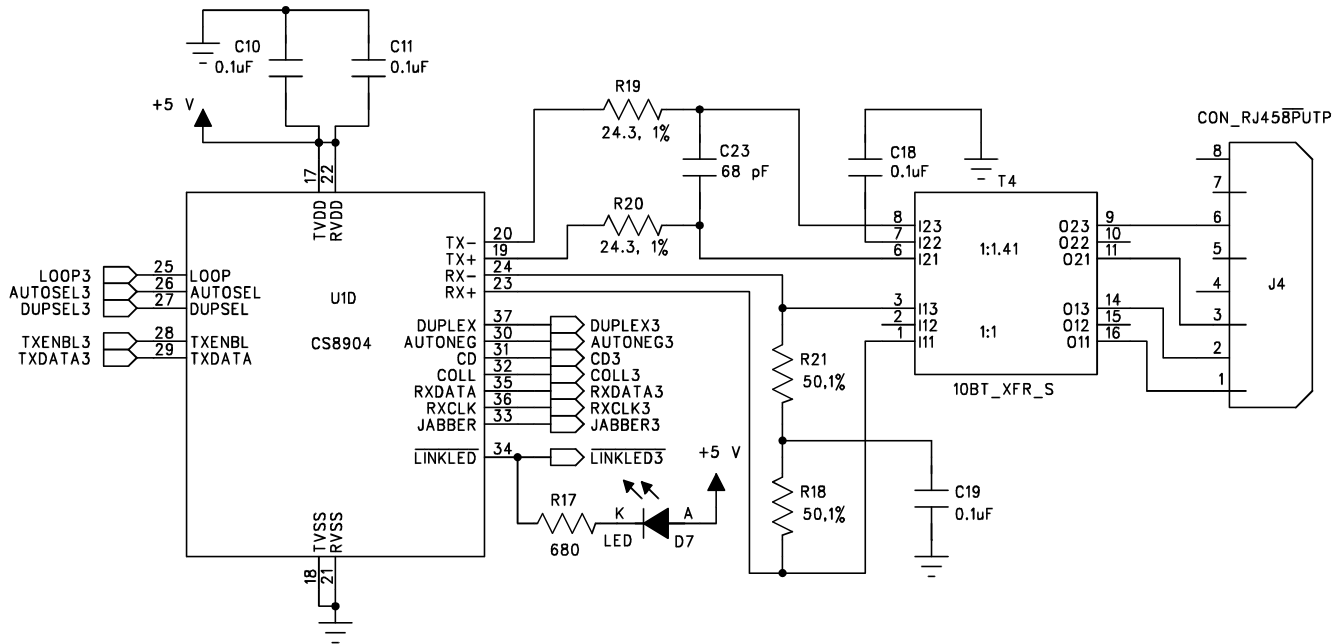 C10
0.1uF
C11
0.1uF
+5 V
R19
24.3, 1%
C23
68 pF
R20
24.3, 1%
C18
0.1uF
CON_RJ458PUTP
T4
17
22
TVDD
RVDD
TX- 20
TX+ 19
RX- 24
RX+ 23
LOOP3 25 LOOP
AUTOSEL3 26 AUTOSEL
DUPSEL3 27 DUPSEL
TXENBL3 28 TXENBL
TXDATA3 29 TXDATA
U1D
CS8904
DUPLEX 37 DUPLEX3
AUTONEG 30 AUTONEG3
CD 31 CD3
COLL 32 COLL3
RXDATA 35 RXDATA3
RXCLK 36 RXCLK3
JABBER 33 JABBER3
LINKLED 34 LINKLED3
TVSS
RVSS
18
21
R17
680
K A
LED D7
+5 V
R21
50,1%
R18
50,1%
C19
0.1uF
8 I23
7 I22
6 I21
3 I13
2 I12
1 I11
1:1.41
1:1
O23 9
O22 10
O21 11
O13 14
O12 15
O11 16
10BT_XFR_S
8
7
6
5
4
3
2
1
J4